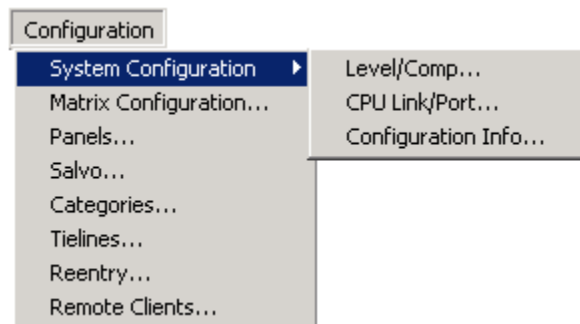 Configuration
System Configuration
Level/Comp...
CPU Link/Port...
Configuration Info...
Matrix Configuration...
Panels...
Salvo...
Categories...
Tielines...
Reentry...
Remote Clients...